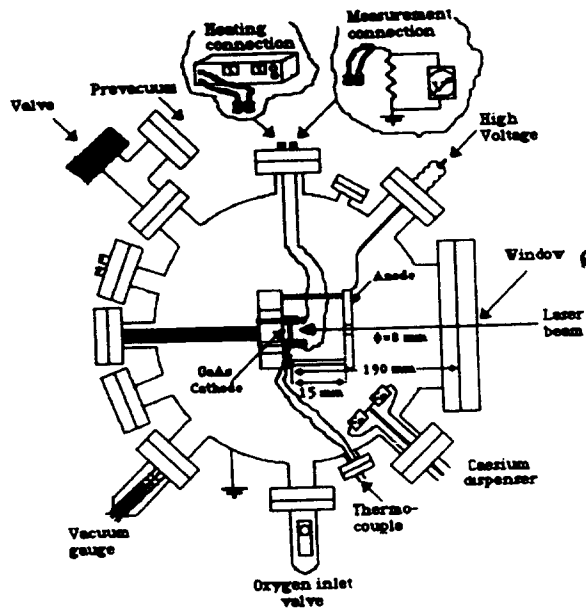 Heating
connection
Measurement
connection
Prevacuum
Valve
High
Voltage
Anode
Window
Laser
beam
ϕ=8 mm
190 mm
15 mm
GaAs
Cathode
Caesium
dispenser
Thermo-
couple
Vacuum
gauge
Oxygen inlet
valve